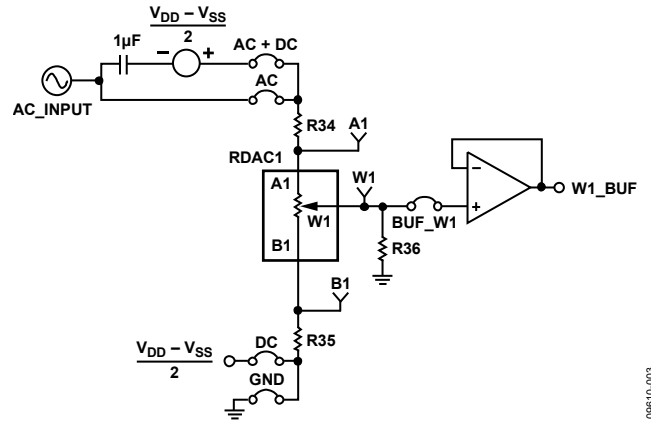 V_DD – V_SS
2
1µF
– +
AC + DC
AC_INPUT
AC
R34
A1
RDAC1
A1
W1
B1
W1
BUF_W1
R36
–
+
W1_BUF
B1
R35
V_DD – V_SS
2
DC
GND
09610-003